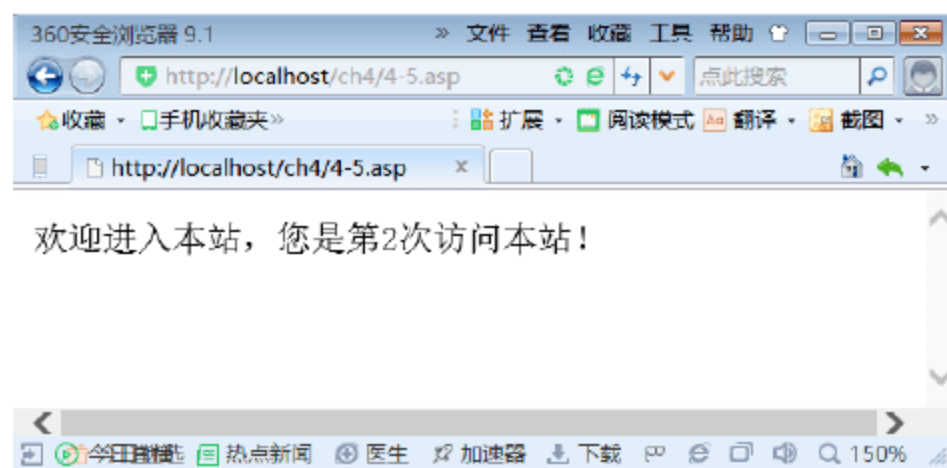 360安全浏览器 9.1 » 文件 查看 收藏 工具 帮助
http://localhost/ch4/4-5.asp 点此搜索
收藏 手机收藏夹» 扩展 阅读模式 Aa 翻译 截图 »
http://localhost/ch4/4-5.asp x
欢迎进入本站，您是第2次访问本站！
热点新闻 医生 加速器 下载 150%